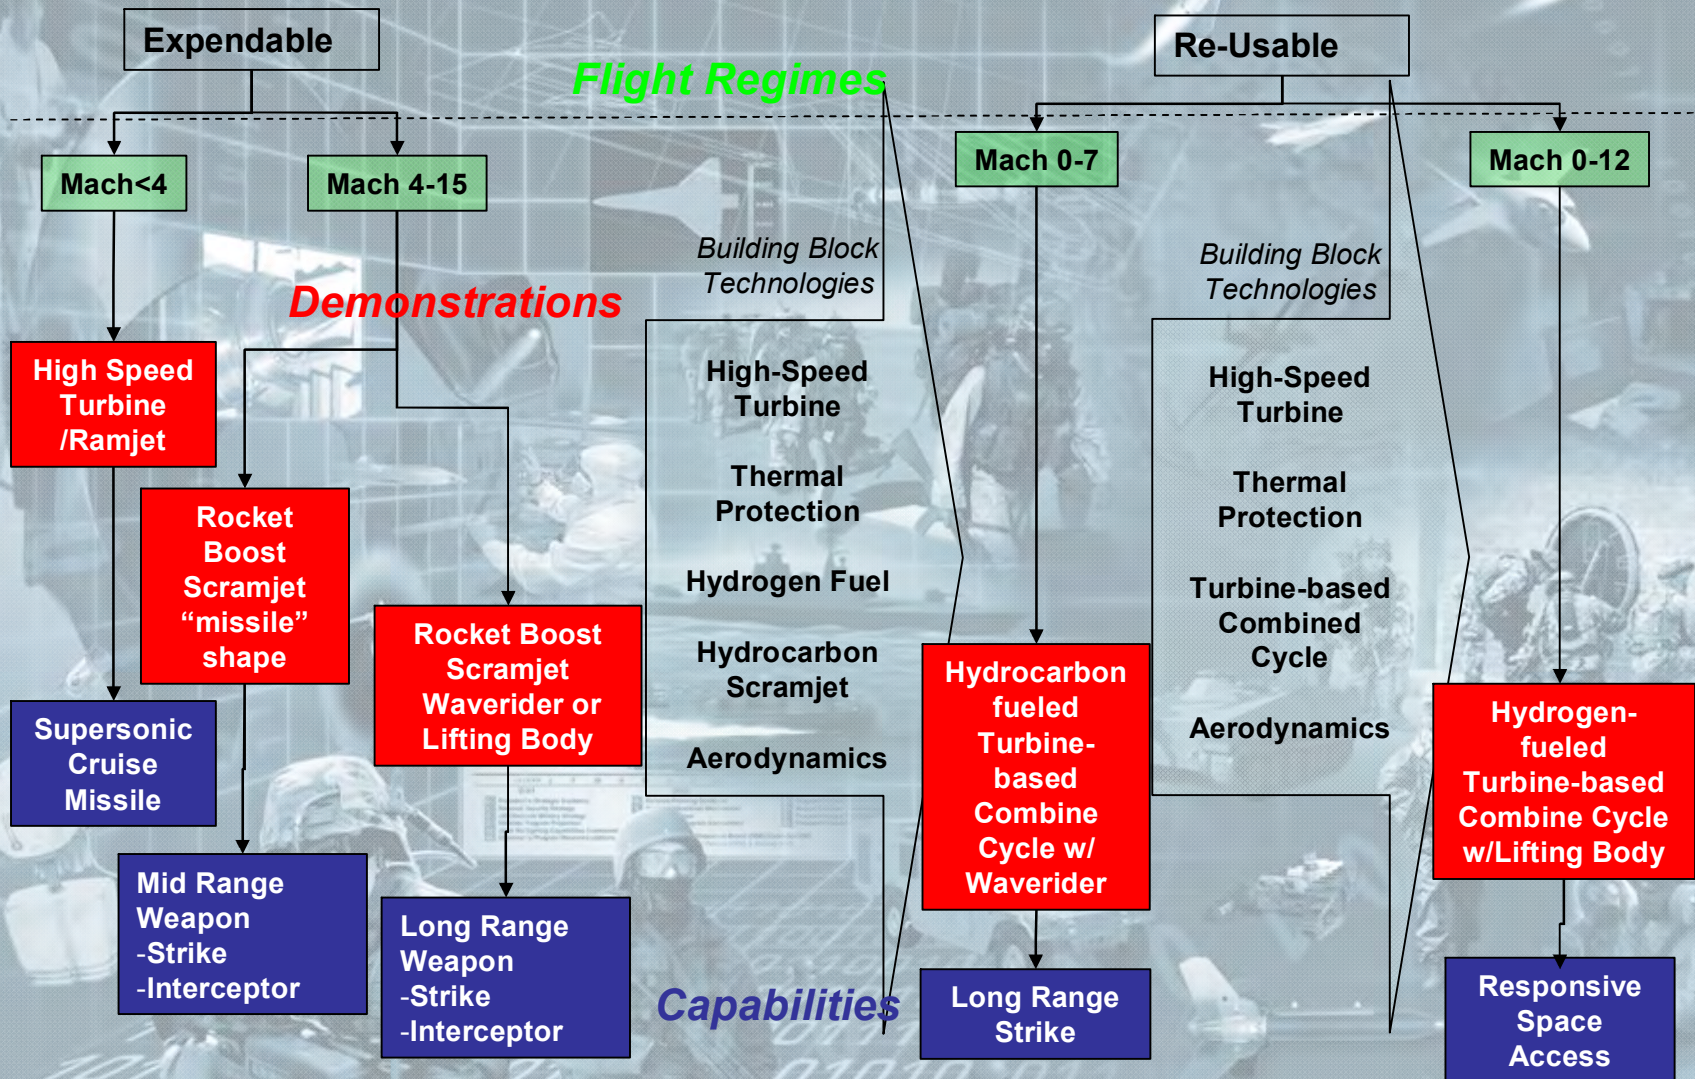 Expendable
Re-Usable
Flight Regimes
Mach<4
Mach 4-15
Mach 0-7
Mach 0-12
Building Block
Technologies
Building Block
Technologies
Demonstrations
High Speed
Turbine
/Ramjet
Rocket
Boost
Scramjet
“missile”
shape
Rocket Boost
Scramjet
Waverider or
Lifting Body
High-Speed
Turbine
Thermal
Protection
Hydrogen Fuel
Hydrocarbon
Scramjet
Aerodynamics
Hydrocarbon
fueled
Turbine-
based
Combine
Cycle w/
Waverider
High-Speed
Turbine
Thermal
Protection
Turbine-based
Combined
Cycle
Aerodynamics
Hydrogen-
fueled
Turbine-based
Combine Cycle
w/Lifting Body
Supersonic
Cruise
Missile
Mid Range
Weapon
-Strike
-Interceptor
Long Range
Weapon
-Strike
-Interceptor
Capabilities
Long Range
Strike
Responsive
Space
Access